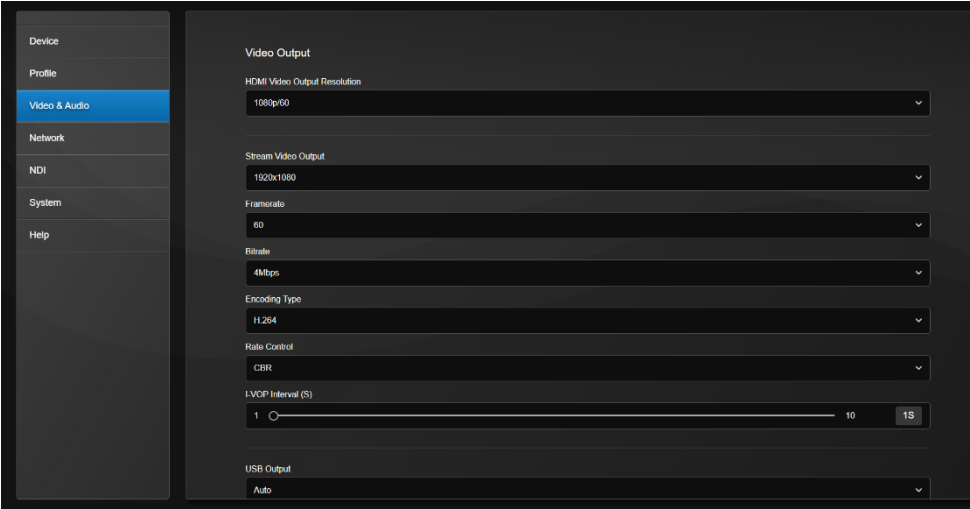 Device
Profile
Video & Audio
Network
NDI
System
Help
Video Output
HDMI Video Output Resolution
1080p/60
Stream Video Output
1920x1080
Framerate
60
Bitrate
4Mbps
Encoding Type
H.264
Rate Control
CBR
I-VOP Interval (S)
1 10 1S
USB Output
Auto